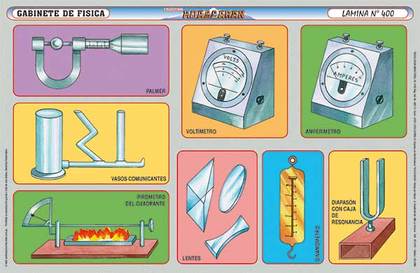 GABINETE DE FISICA
LAMINA Nº 400
PALMER
VOLTS
VOLTIMETRO
AMPERES
AMPERIMETRO
VASOS COMUNICANTES
PIROMETRO
DEL CUADRANTE
LENTES
DINAMOMETRO
DIAPASÓN
CON CAJA
DE
RESONANCIA